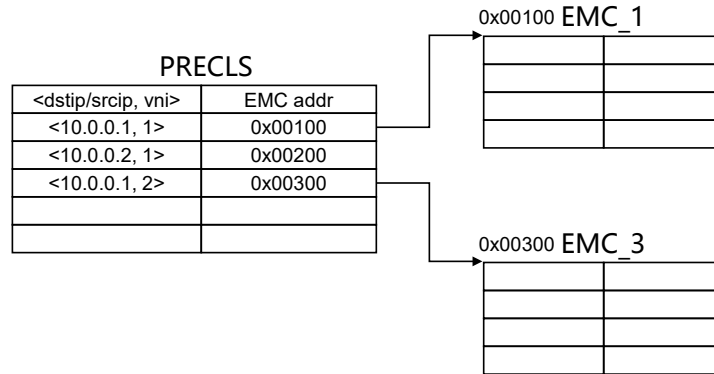 0x00100 EMC_1
PRECLS
<dstip/srcip, vni> EMC addr
<10.0.0.1, 1> 0x00100
<10.0.0.2, 1> 0x00200
<10.0.0.1, 2> 0x00300
0x00300 EMC_3